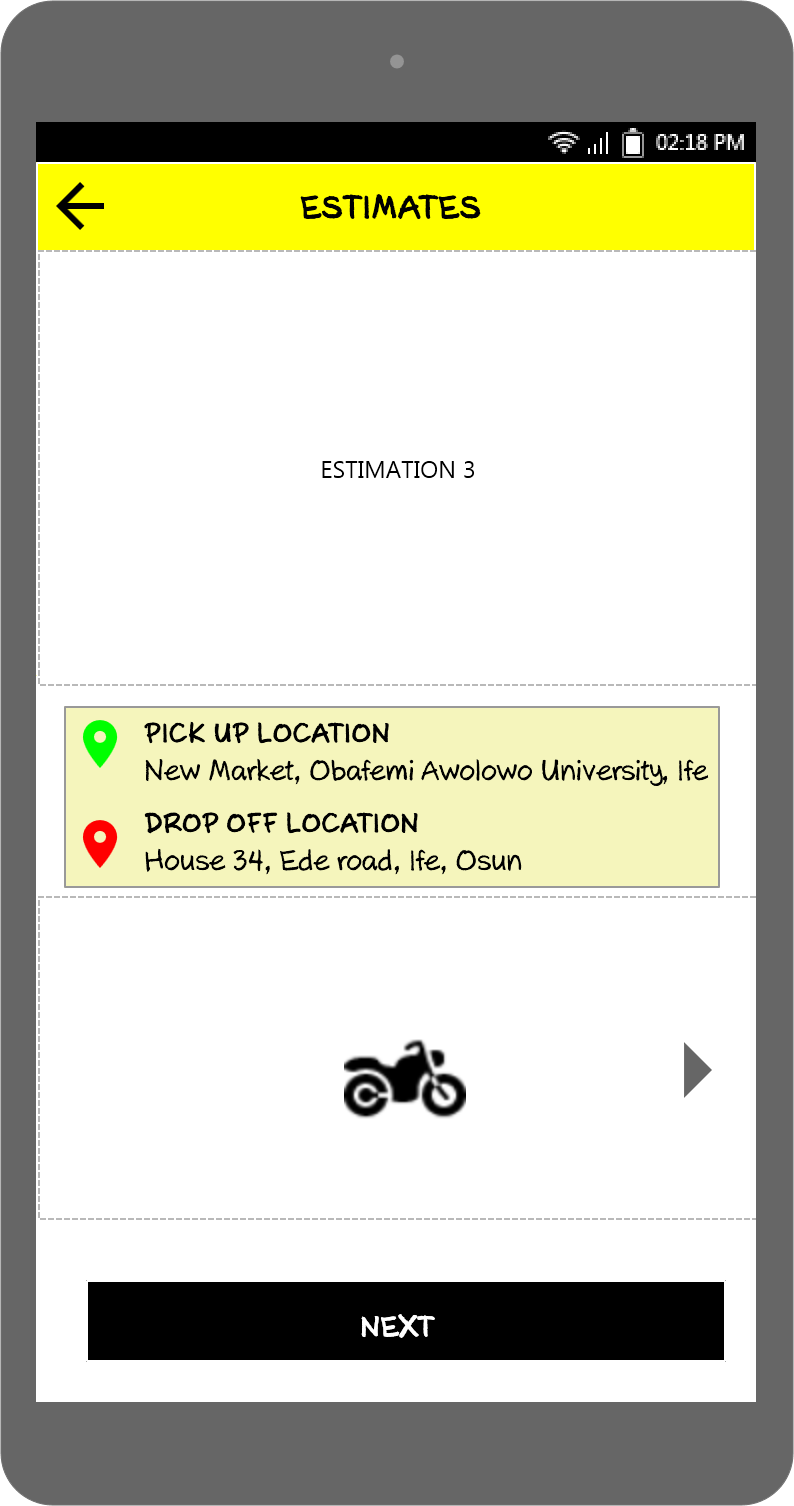 02:18 PM
ESTIMATES
ESTIMATION 3
PICK UP LOCATION
New Market, Obafemi Awolowo University, Ife
DROP OFF LOCATION
House 34, Ede road, Ife, Osun
NEXT